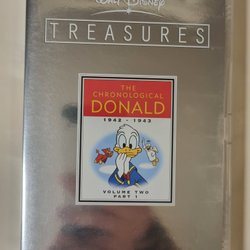 WALT DISNEY
TREASURES
THE
CHRONOLOGICAL
DONALD
1942 - 1943
VOLUME TWO
PART 1